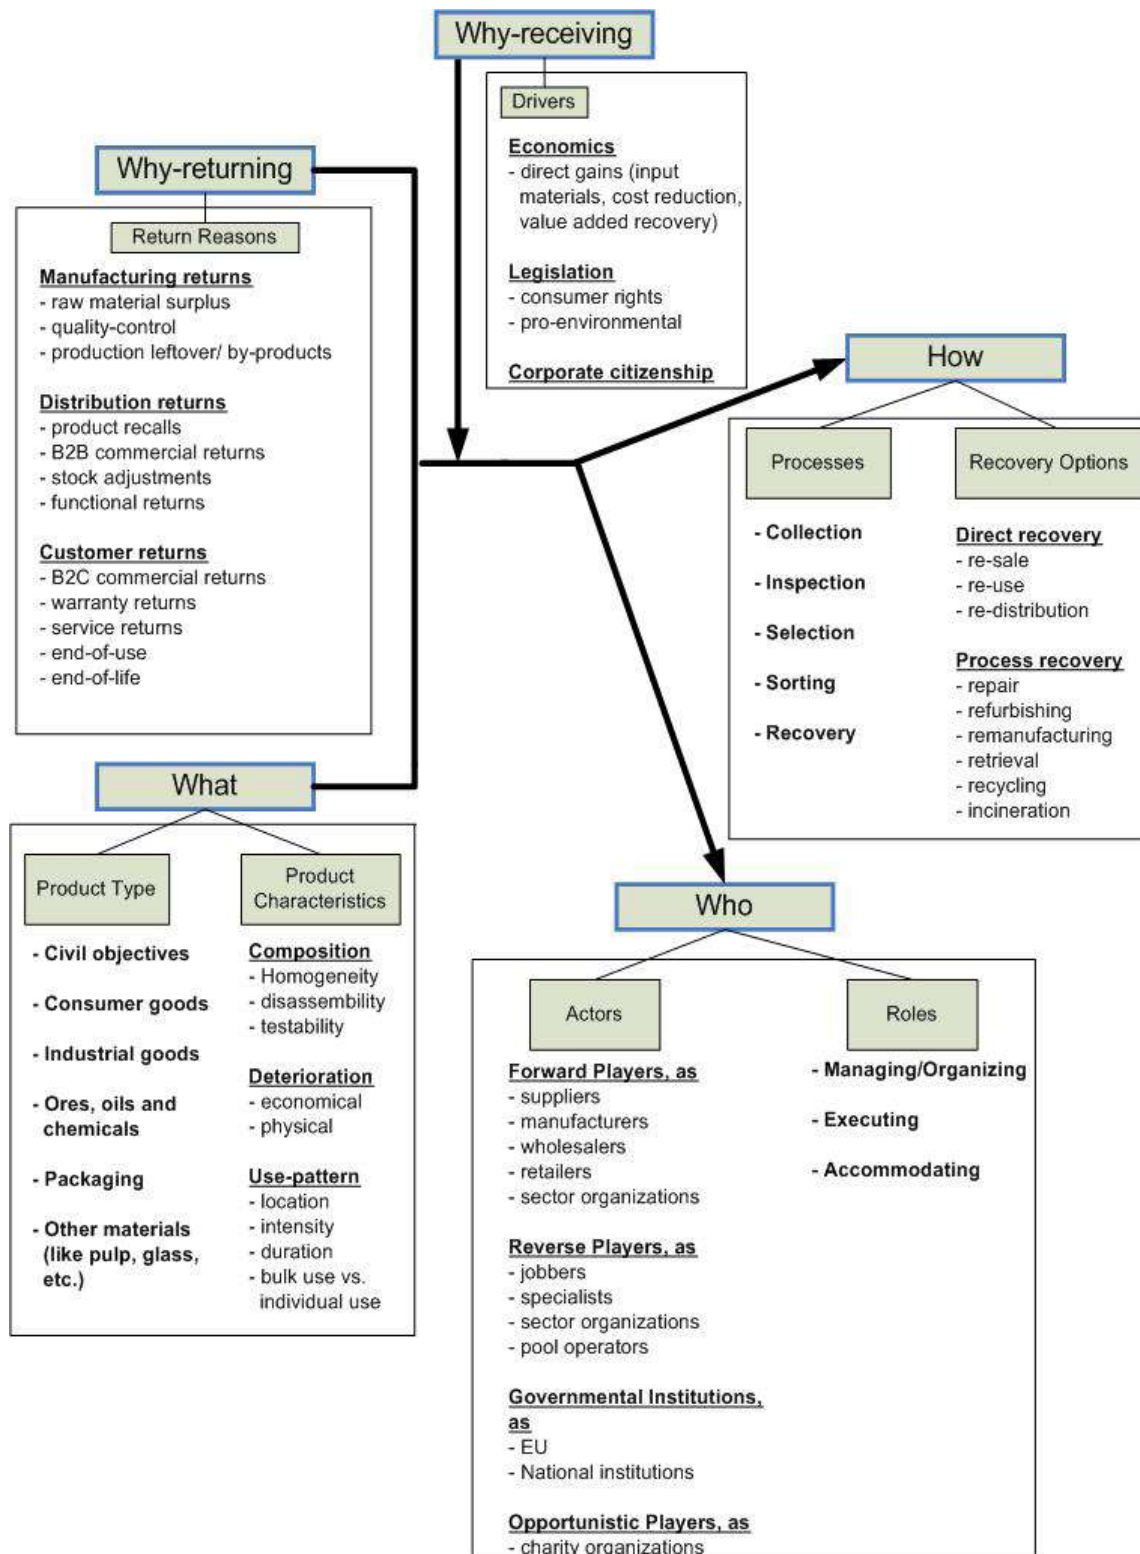 Why-receiving
Drivers
Economics
- direct gains (input
materials, cost reduction,
value added recovery)
Legislation
- consumer rights
- pro-environmental
Corporate citizenship
Why-returning
Return Reasons
Manufacturing returns
- raw material surplus
- quality-control
- production leftover/ by-products
Distribution returns
- product recalls
- B2B commercial returns
- stock adjustments
- functional returns
Customer returns
- B2C commercial returns
- warranty returns
- service returns
- end-of-use
- end-of-life
How
Processes
- Collection
- Inspection
- Selection
- Sorting
- Recovery
Recovery Options
Direct recovery
- re-sale
- re-use
- re-distribution
Process recovery
- repair
- refurbishing
- remanufacturing
- retrieval
- recycling
- incineration
What
Product Type
- Civil objectives
- Consumer goods
- Industrial goods
- Ores, oils and
chemicals
- Packaging
- Other materials
(like pulp, glass,
etc.)
Product
Characteristics
Composition
- Homogeneity
- disassembility
- testability
Deterioration
- economical
- physical
Use-pattern
- location
- intensity
- duration
- bulk use vs.
individual use
Who
Actors
Forward Players, as
- suppliers
- manufacturers
- wholesalers
- retailers
- sector organizations
Reverse Players, as
- jobbers
- specialists
- sector organizations
- pool operators
Governmental Institutions,
as
- EU
- National institutions
Opportunistic Players, as
- charity organizations
Roles
- Managing/Organizing
- Executing
- Accommodating